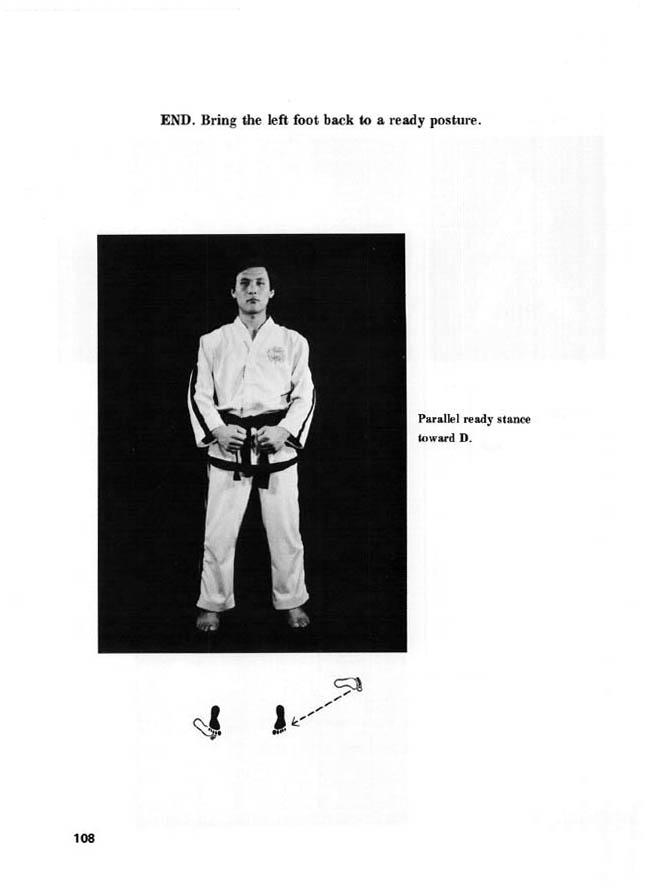 END. Bring the left foot back to a ready posture.
Parallel ready stance
toward D.
108